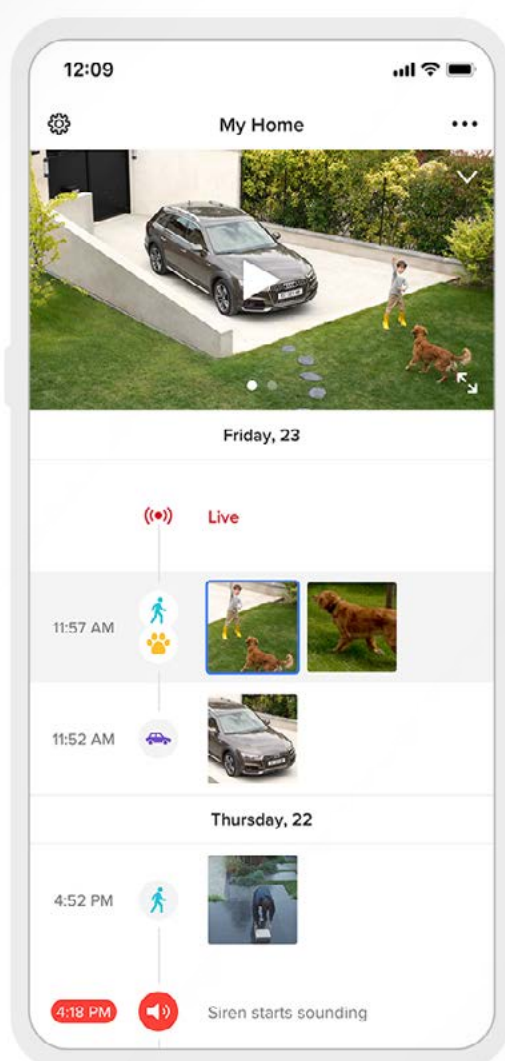 12:09
My Home
Friday, 23
Live
11:57 AM
11:52 AM
Thursday, 22
4:52 PM
4:18 PM Siren starts sounding